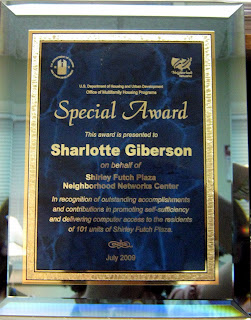 Neighborhood
Networks
U.S. Department of Housing and Urban Development
Office of Multifamily Housing Programs
Special Award
This award is presented to
Sharlotte Giberson
on behalf of
Shirley Futch Plaza
Neighborhood Networks Center
In recognition of outstanding accomplishments
and contributions in promoting self-sufficiency
and delivering computer access to the residents
of 101 units of Shirley Futch Plaza.
July 2000